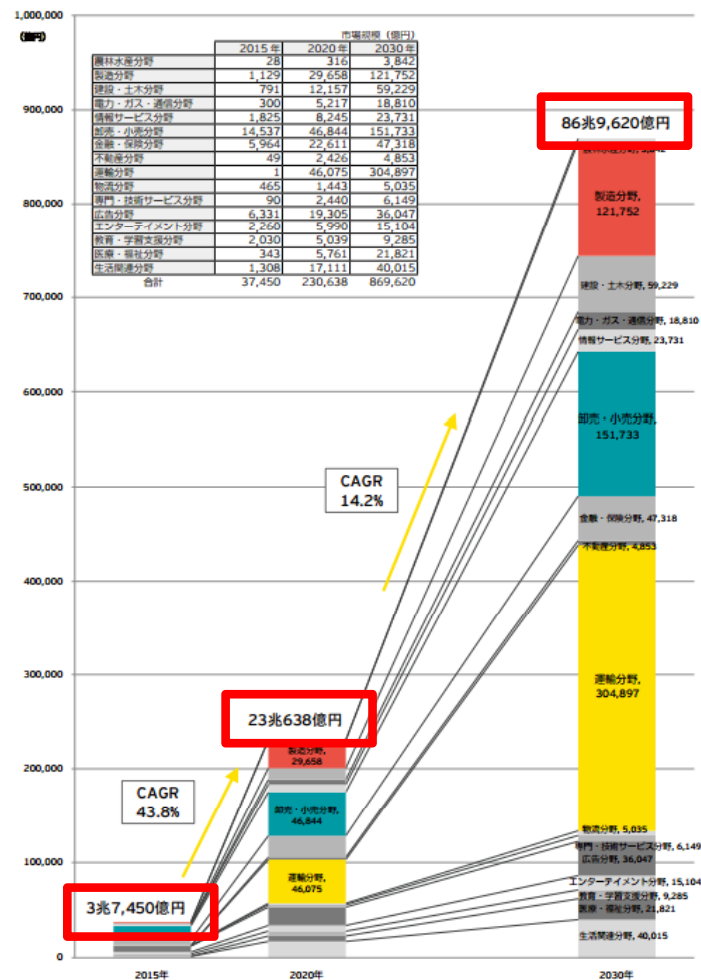 1,000,000
(億円)
市場規模（億円）
2015年 2020年 2030年
農林水産分野 28 316 3,842
製造分野 1,129 29,658 121,752
建設・土木分野 791 12,157 59,229
電力・ガス・通信分野 300 5,217 18,810
情報サービス分野 1,825 8,245 23,731
卸売・小売分野 14,537 46,844 151,733
金融・保険分野 5,964 22,611 47,318
不動産分野 49 2,426 4,853
運輸分野 1 46,075 304,897
物流分野 465 1,443 5,035
専門・技術サービス分野 90 2,440 6,149
広告分野 6,331 19,305 36,047
エンターテイメント分野 2,260 5,990 15,104
教育・学習支援分野 2,030 5,039 9,285
医療・福祉分野 343 5,761 21,821
生活関連分野 1,308 17,111 40,015
合計 37,450 230,638 869,620
900,000
800,000
700,000
600,000
500,000
400,000
300,000
200,000
100,000
0
3兆7,450億円
CAGR
43.8%
23兆638億円
製造分野,
29,658
卸売・小売分野,
46,844
運輸分野,
46,075
CAGR
14.2%
86兆9,620億円
農林水産分野, 3,842
製造分野,
121,752
建設・土木分野, 59,229
電力・ガス・通信分野, 18,810
情報サービス分野, 23,731
卸売・小売分野,
151,733
金融・保険分野, 47,318
不動産分野, 4,853
運輸分野,
304,897
物流分野, 5,035
専門・技術サービス分野, 6,149
広告分野, 36,047
エンターテイメント分野, 15,104
教育・学習支援分野, 9,285
医療・福祉分野, 21,821
生活関連分野, 40,015
2015年 2020年 2030年